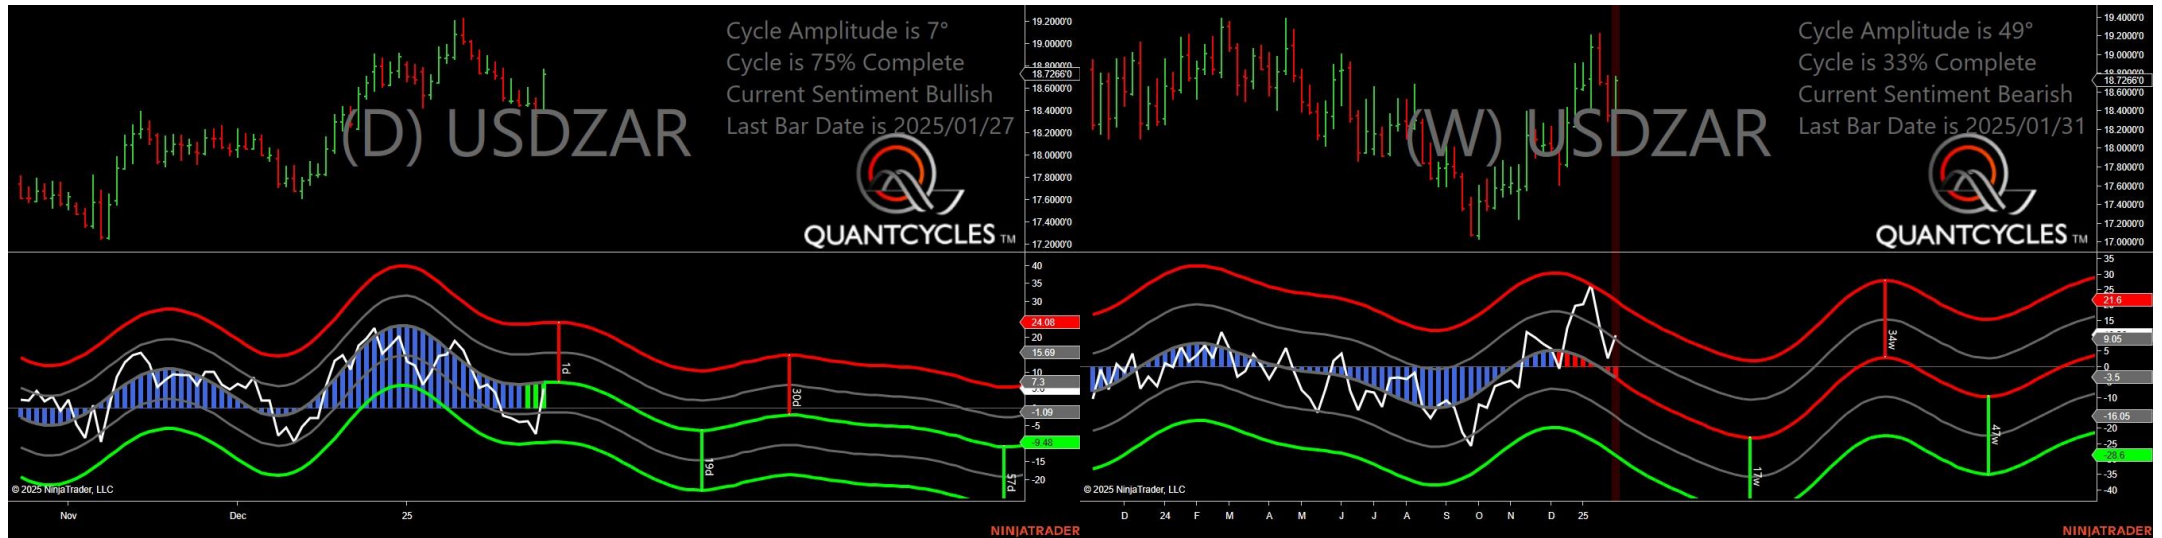 Cycle Amplitude is 7°
Cycle is 75% Complete
Current Sentiment Bullish
Last Bar Date is 2025/01/27
(D) USDZAR
QUANTCYCLES TM
19.2000'0
19.0000'0
18.8000'0
18.7266'0
18.6000'0
18.4000'0
18.2000'0
18.0000'0
17.8000'0
17.6000'0
17.4000'0
17.2000'0
40
35
30
24.08
20
15.69
10
7.3
-1.09
-5
-9.48
-15
-20
1d
19d
30d
57d
© 2025 NinjaTrader, LLC
Nov
Dec
25
NINJATRADER
Cycle Amplitude is 49°
Cycle is 33% Complete
Current Sentiment Bearish
Last Bar Date is 2025/01/31
(W) USDZAR
QUANTCYCLES TM
19.4000'0
19.2000'0
19.0000'0
18.8000'0
18.7266'0
18.6000'0
18.4000'0
18.2000'0
18.0000'0
17.8000'0
17.6000'0
17.4000'0
17.2000'0
17.0000'0
35
30
25
21.6
15
9.05
5
0
-3.5
-10
-16.05
-20
-25
-28.6
-35
-40
17w
34w
47w
© 2025 NinjaTrader, LLC
D 24 F M A M J J A S O N D 25
NINJATRADER